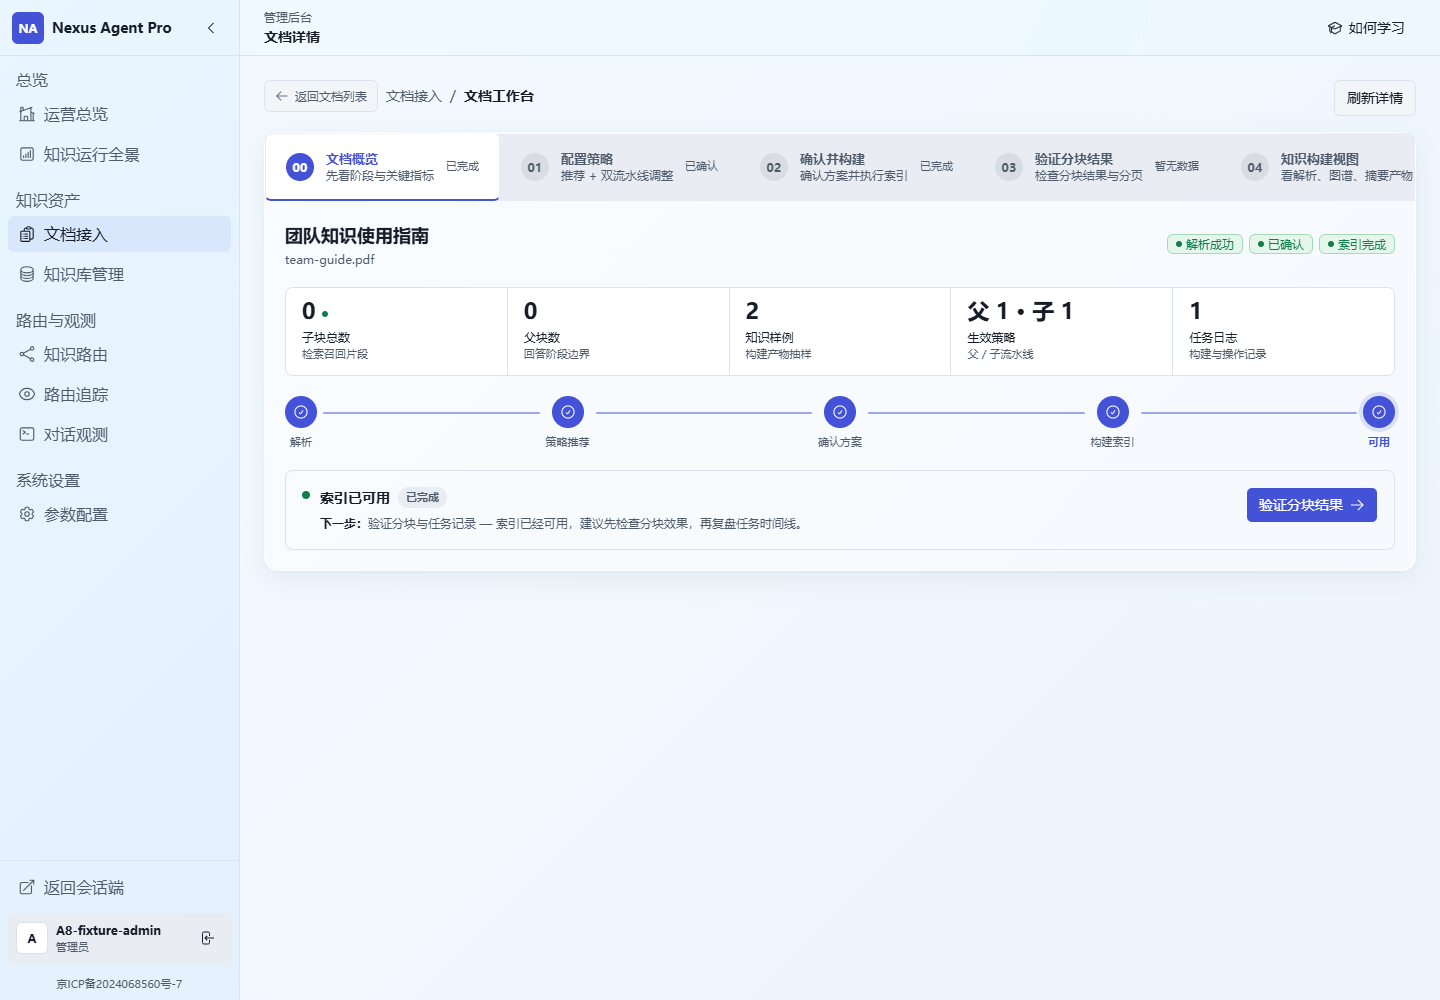 NA Nexus Agent Pro
总览
运营总览
知识运行全景
知识资产
文档接入
知识库管理
路由与观测
知识路由
路由追踪
对话观测
系统设置
参数配置
返回会话端
A
A8-fixture-admin
管理员
京ICP备2024068560号-7
管理后台
文档详情
如何学习
返回文档列表
文档接入 / 文档工作台
刷新详情
00
文档概览
先看阶段与关键指标
已完成
01
配置策略
推荐 + 双流水线调整
已确认
02
确认并构建
确认方案并执行索引
已完成
03
验证分块结果
检查分块结果与分页
暂无数据
04
知识构建视图
看解析、图谱、摘要产物
团队知识使用指南
team-guide.pdf
解析成功
已确认
索引完成
0
子块总数
检索召回片段
0
父块数
回答阶段边界
2
知识样例
构建产物抽样
父 1 • 子 1
生效策略
父 / 子流水线
1
任务日志
构建与操作记录
解析
策略推荐
确认方案
构建索引
可用
索引已可用 已完成
下一步：验证分块与任务记录 — 索引已经可用，建议先检查分块效果，再复盘任务时间线。
验证分块结果